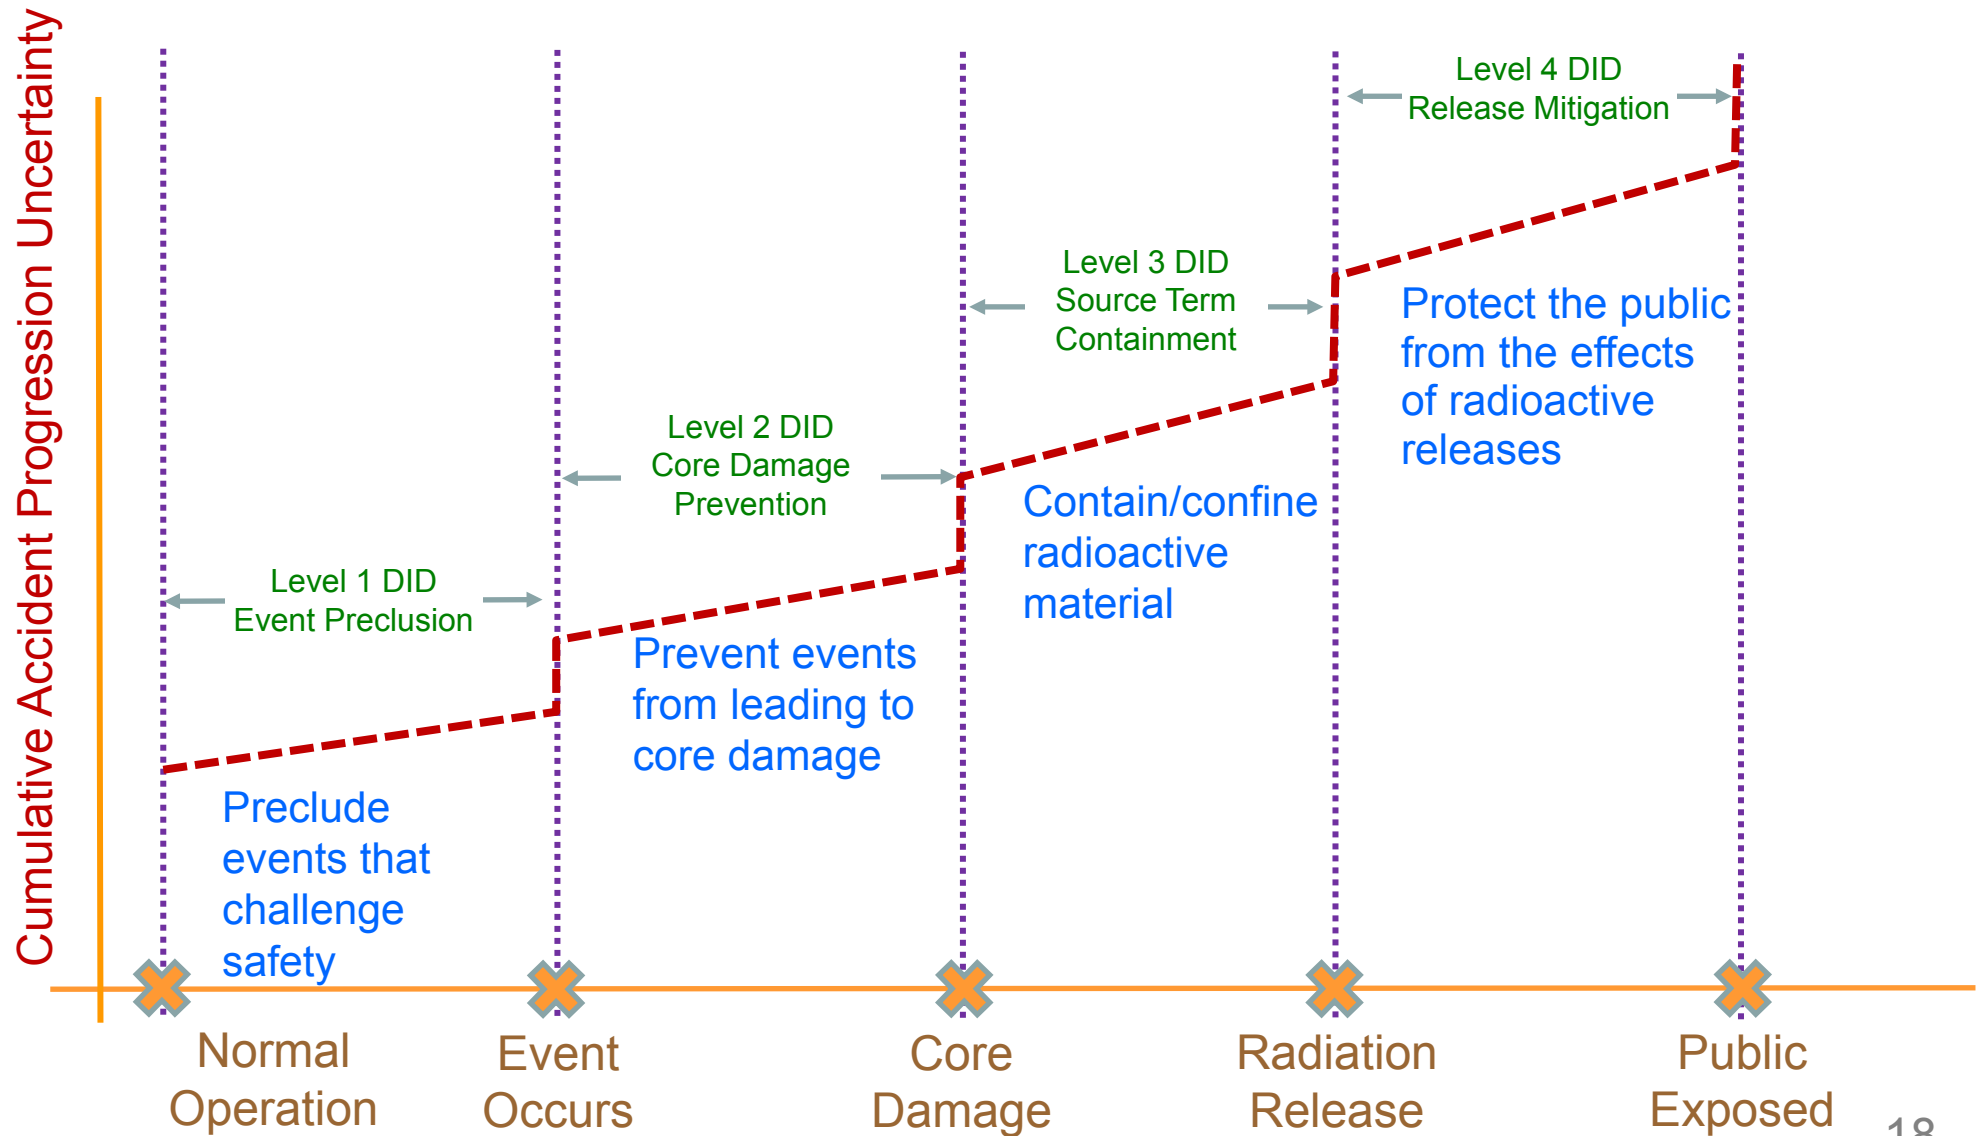 Cumulative Accident Progression Uncertainty
Level 4 DID
Release Mitigation
Level 3 DID
Source Term
Containment
Protect the public
from the effects
of radioactive
releases
Level 2 DID
Core Damage
Prevention
Contain/confine
radioactive
material
Level 1 DID
Event Preclusion
Prevent events
from leading to
core damage
Preclude
events that
challenge
safety
Normal
Operation
Event
Occurs
Core
Damage
Radiation
Release
Public
Exposed
18